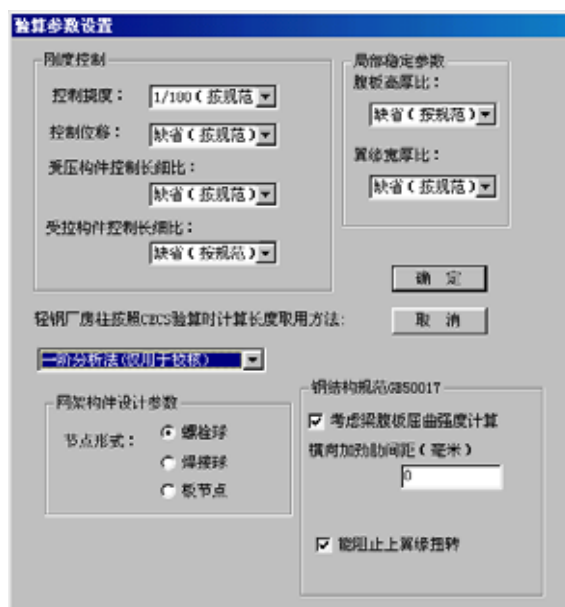 验算参数设置
刚度控制
控制挠度：
1/180(按规范
控制位移：
缺省(按规范)
受压构件控制长细比：
缺省(按规范)
受拉构件控制长细比：
缺省(按规范)
局部稳定参数
腹板高厚比：
缺省(按规范)
翼缘宽厚比：
缺省(按规范)
确 定
取 消
轻钢厂房柱按照CECS验算时计算长度取用方法:
一阶分析法(仅用于校核)
网架构件设计参数
节点形式：
螺栓球
焊接球
板节点
钢结构规范GB50017
考虑梁腹板屈曲强度计算
横向加劲肋间距(毫米)
0
能阻止上翼缘扭转